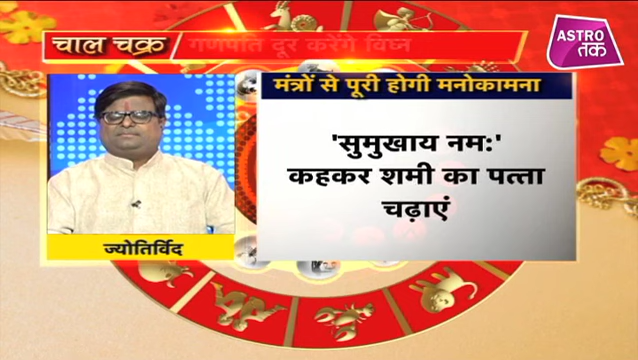 चाल चक्र
गणपति दूर करेंगे विघ्न
ASTRO
तक
मंत्रों से पूरी होगी मनोकामना
'सुमुखाय नम:'
कहकर शमी का पत्ता
चढ़ाएं
ज्योतिर्विद